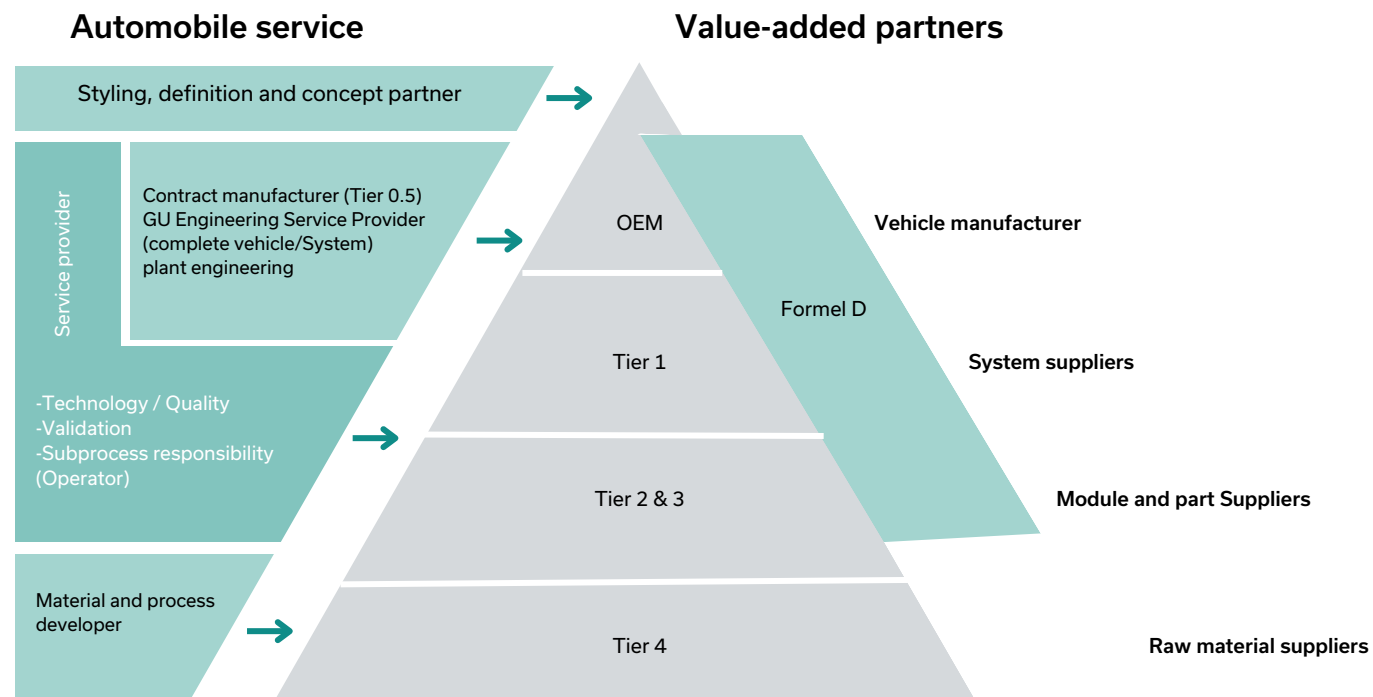 Automobile service
Value-added partners
Styling, definition and concept partner
Service provider
Contract manufacturer (Tier 0.5)
GU Engineering Service Provider
(complete vehicle/System)
plant engineering
-Technology / Quality
-Validation
-Subprocess responsibility
(Operator)
Material and process
developer
OEM
Tier 1
Tier 2 & 3
Tier 4
Formel D
Vehicle manufacturer
System suppliers
Module and part Suppliers
Raw material suppliers